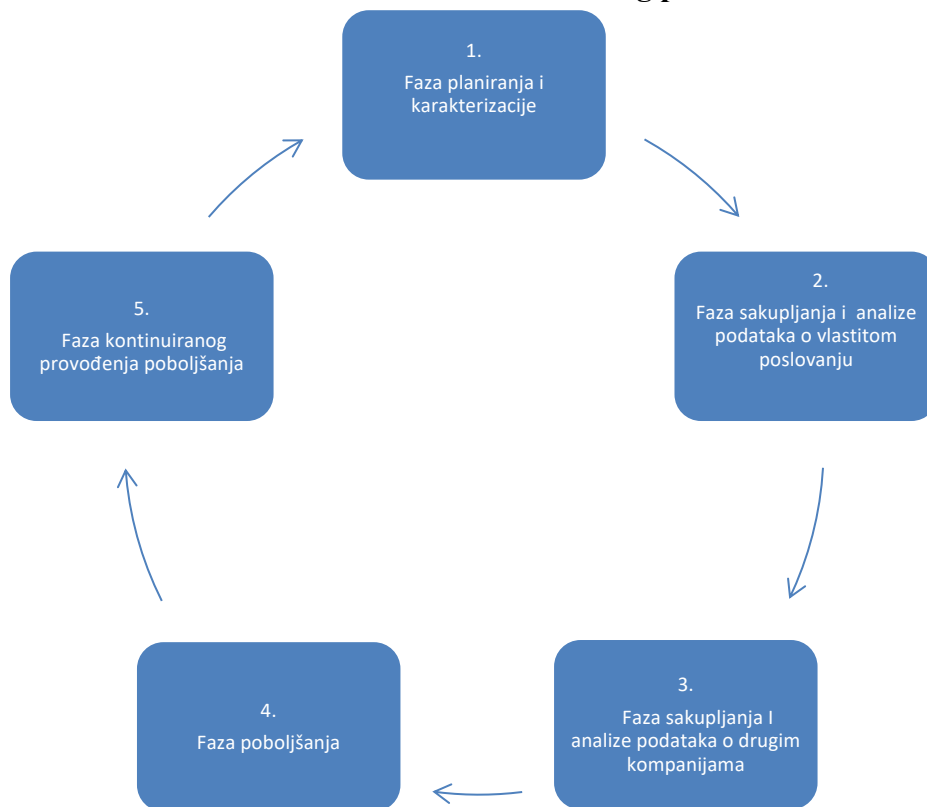 1.
Faza planiranja i
karakterizacije
2.
Faza sakupljanja i analize
podataka o vlastitom
poslovanju
3.
Faza sakupljanja I
analize podataka o drugim
kompanijama
4.
Faza poboljšanja
5.
Faza kontinuiranog
provođenja poboljšanja